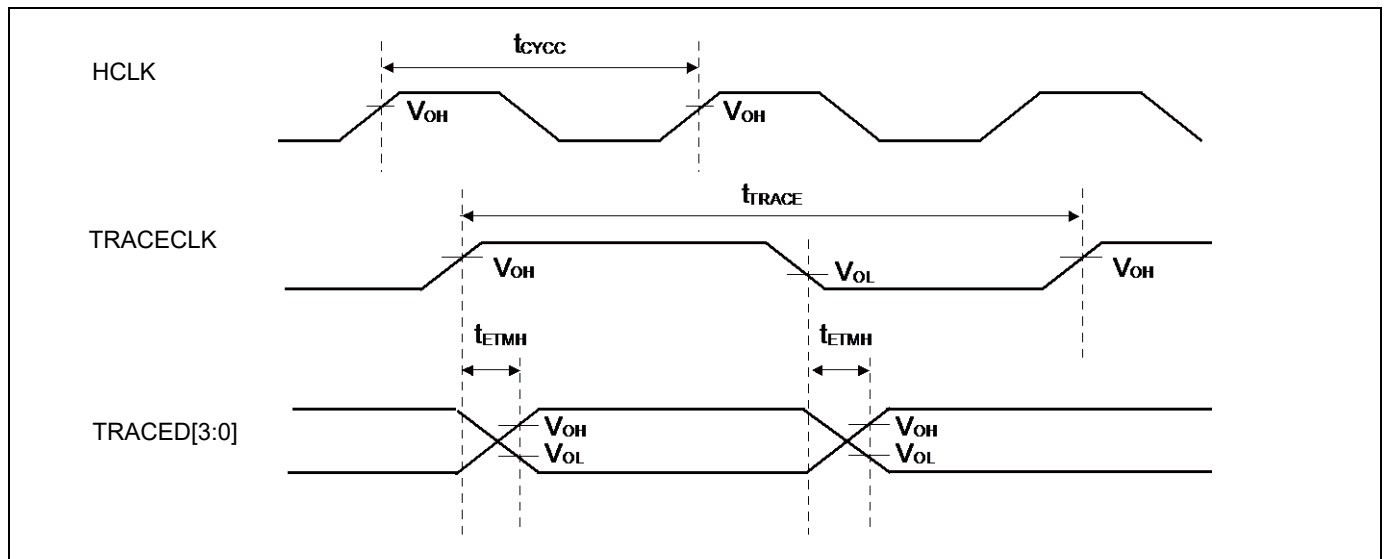 tCYCC
HCLK
VOH VOH
tTRACE
TRACECLK
VOH VOL VOH
tETMH tETMH
TRACED[3:0]
VOH VOH
VOL VOL